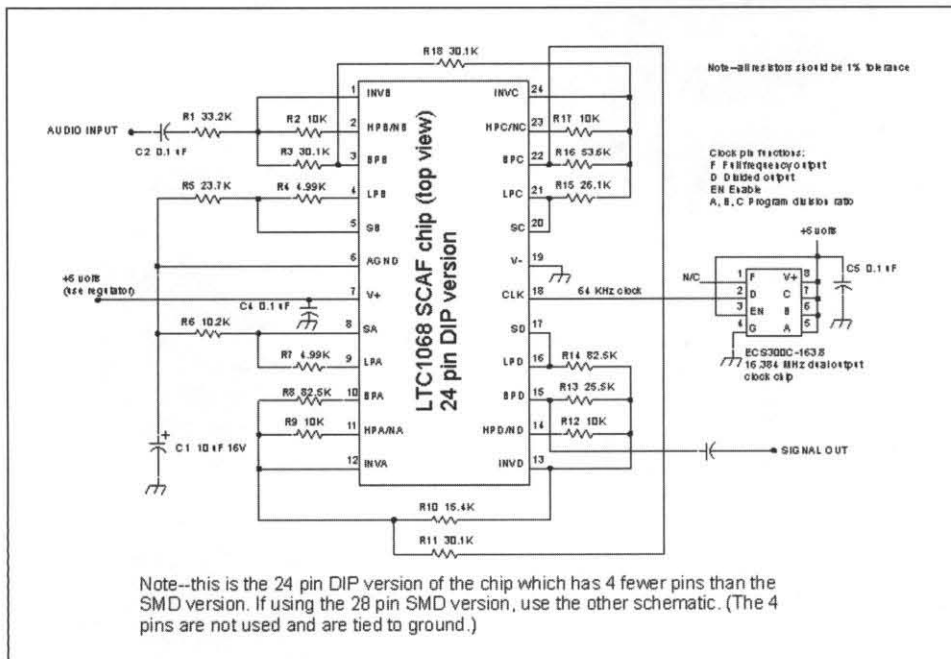 R18 30.1K
Note--all resistors should be 1% tolerance
1 INVB
INVC 24
AUDIO INPUT
C2 0.1 uF
R1 33.2K
R2 10K
2 HPB/NB
HPC/NC 23
R17 10K
R3 30.1K
3 BPB
BPC 22
R16 53.6K
R5 23.7K
R4 4.99K
4 LPB
LPC 21
R15 26.1K
5 SB
SC 20
6 AGND
V- 19
+5 volts
(use regulator)
7 V+
C4 0.1 uF
CLK 18
64 KHz clock
R6 10.2K
8 SA
SD 17
R7 4.99K
9 LPA
LPD 16
R14 82.5K
R8 82.5K
10 BPA
BPD 15
R13 25.5K
R9 10K
11 HPA/NA
HPD/ND 14
R12 10K
C1 10 uF 16V
+
12 INVA
INVD 13
SIGNAL OUT
R10 15.4K
R11 30.1K
LTC1068 SCAF chip (top view)
24 pin DIP version
Clock pin functions:
F Full frequency output
D Divided output
EN Enable
A, B, C Program division ratio
+5 volts
C5 0.1 uF
N/C
1 F V+ 8
2 D C 7
3 EN B 6
4 G A 5
ECS300C-163.8
16.384 MHz dual output
clock chip
Note--this is the 24 pin DIP version of the chip which has 4 fewer pins than the
SMD version. If using the 28 pin SMD version, use the other schematic. (The 4
pins are not used and are tied to ground.)